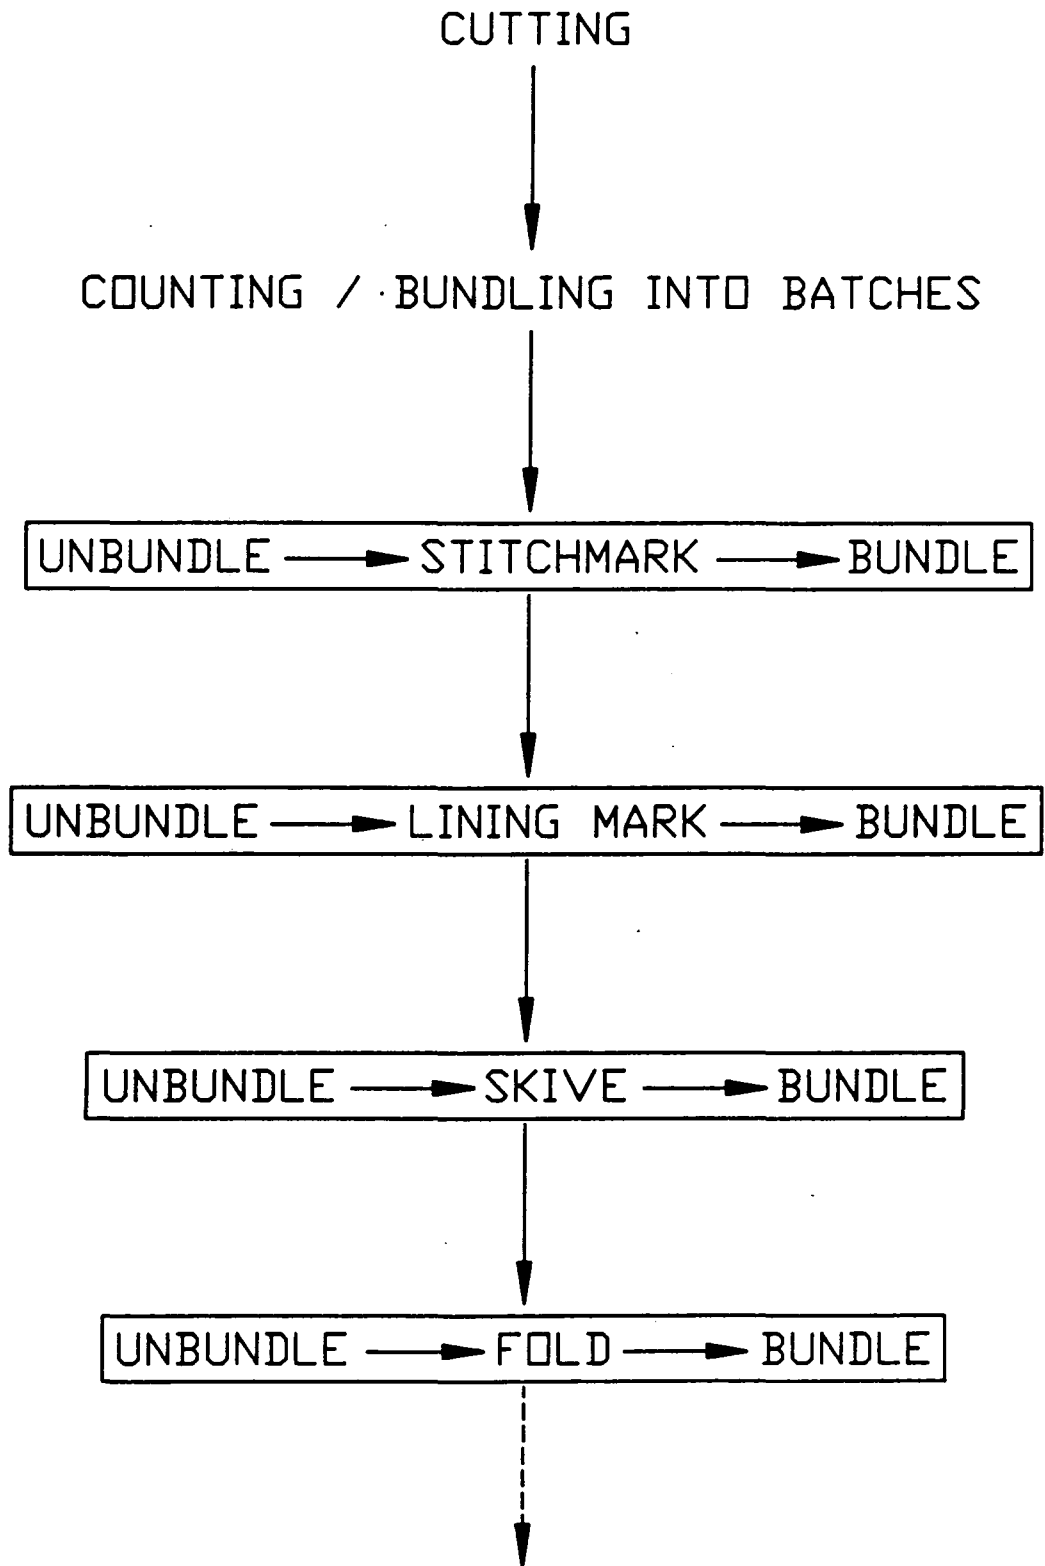 CUTTING
COUNTING / BUNDLING INTO BATCHES
UNBUNDLE STITCHMARK BUNDLE
UNBUNDLE LINING MARK BUNDLE
UNBUNDLE SKIVE BUNDLE
UNBUNDLE FOLD BUNDLE